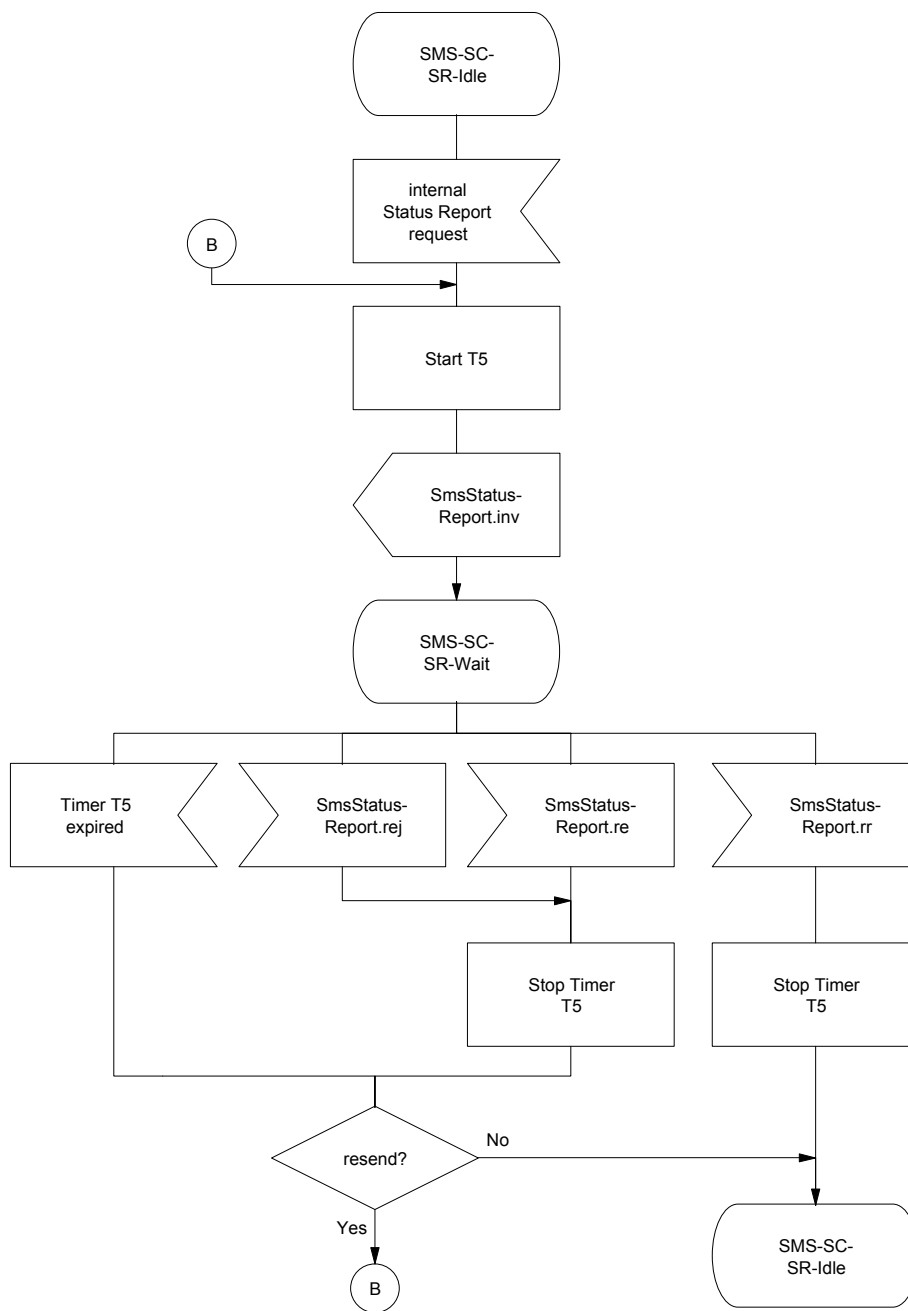 SMS-SC-
SR-Idle
internal
Status Report
request
B
Start T5
SmsStatus-
Report.inv
SMS-SC-
SR-Wait
Timer T5
expired
SmsStatus-
Report.rej
SmsStatus-
Report.re
SmsStatus-
Report.rr
Stop Timer
T5
Stop Timer
T5
resend?
No
Yes
B
SMS-SC-
SR-Idle